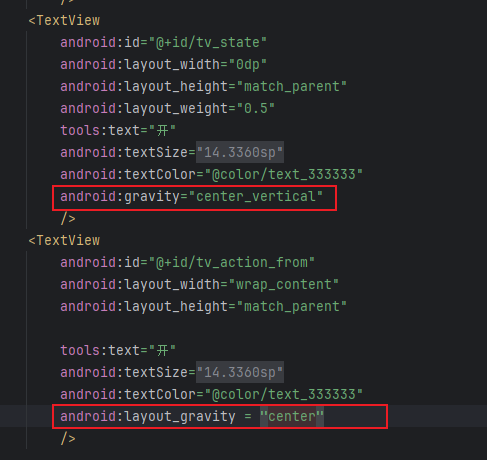 />
<TextView
android:id="@+id/tv_state"
android:layout_width="0dp"
android:layout_height="match_parent"
android:layout_weight="0.5"
tools:text="开"
android:textSize="14.3360sp"
android:textColor="@color/text_333333"
android:gravity="center_vertical"
/>
<TextView
android:id="@+id/tv_action_from"
android:layout_width="wrap_content"
android:layout_height="match_parent"
tools:text="开"
android:textSize="14.3360sp"
android:textColor="@color/text_333333"
android:layout_gravity = "center"
/>